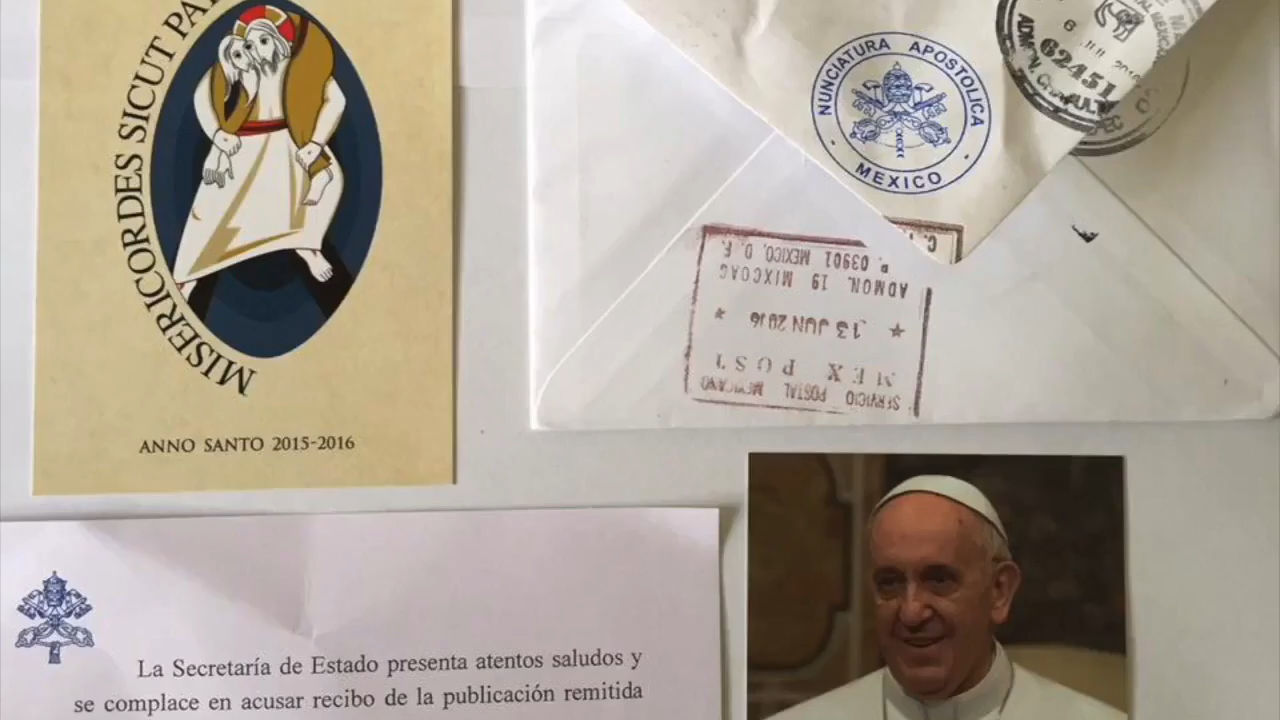 MISERICORDES SICUT PA
ANNO SANTO 2015-2016
NUNCIATURA APOSTOLICA
MEXICO
62451
SERVICIO POSTAL MEXICANO
MEX POST
★ 13 JUN 2016 ★
ADMON. 19 MIXCOAC
P. 03901 MEXICO, D. F.
La Secretaría de Estado presenta atentos saludos y
se complace en acusar recibo de la publicación remitida